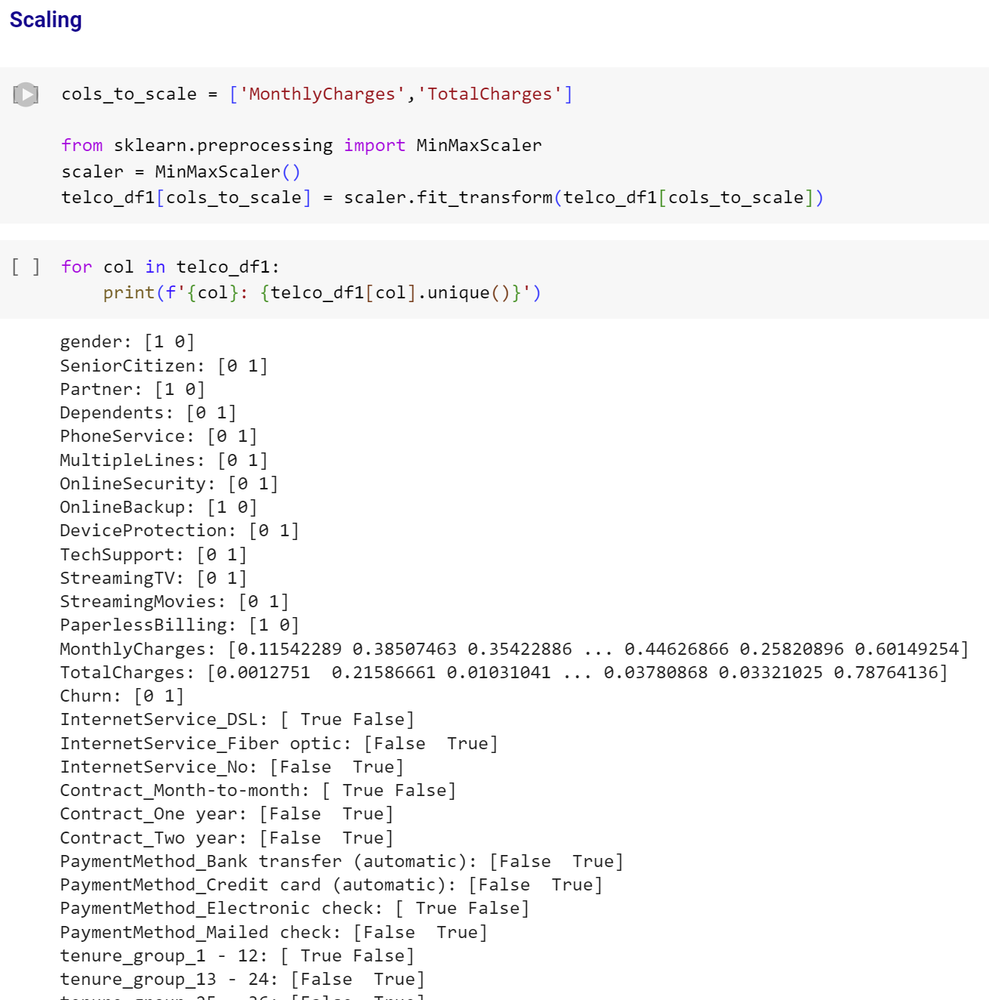 Scaling
[ ] cols_to_scale = ['MonthlyCharges','TotalCharges']
from sklearn.preprocessing import MinMaxScaler
scaler = MinMaxScaler()
telco_df1[cols_to_scale] = scaler.fit_transform(telco_df1[cols_to_scale])
[ ] for col in telco_df1:
    print(f'{col}: {telco_df1[col].unique()}')
gender: [1 0]
SeniorCitizen: [0 1]
Partner: [1 0]
Dependents: [0 1]
PhoneService: [0 1]
MultipleLines: [0 1]
OnlineSecurity: [0 1]
OnlineBackup: [1 0]
DeviceProtection: [0 1]
TechSupport: [0 1]
StreamingTV: [0 1]
StreamingMovies: [0 1]
PaperlessBilling: [1 0]
MonthlyCharges: [0.11542289 0.38507463 0.35422886 ... 0.44626866 0.25820896 0.60149254]
TotalCharges: [0.0012751  0.21586661 0.01031041 ... 0.03780868 0.03321025 0.78764136]
Churn: [0 1]
InternetService_DSL: [ True False]
InternetService_Fiber optic: [False  True]
InternetService_No: [False  True]
Contract_Month-to-month: [ True False]
Contract_One year: [False  True]
Contract_Two year: [False  True]
PaymentMethod_Bank transfer (automatic): [False  True]
PaymentMethod_Credit card (automatic): [False  True]
PaymentMethod_Electronic check: [ True False]
PaymentMethod_Mailed check: [False  True]
tenure_group_1 - 12: [ True False]
tenure_group_13 - 24: [False  True]
tenure_group_25 - 36: [False  True]